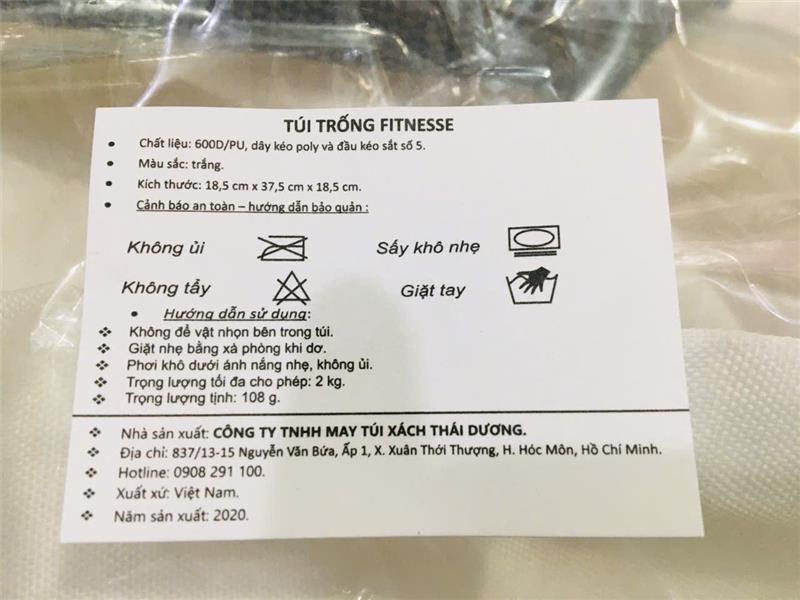 TÚI TRỐNG FITNESSE
• Chất liệu: 600D/PU, dây kéo poly và đầu kéo sắt số 5.
• Màu sắc: trắng.
• Kích thước: 18,5 cm x 37,5 cm x 18,5 cm.
• Cảnh báo an toàn – hướng dẫn bảo quản :
Không ủi Sấy khô nhẹ
Không tẩy Giặt tay
• Hướng dẫn sử dụng:
❖ Không để vật nhọn bên trong túi.
❖ Giặt nhẹ bằng xà phòng khi dơ.
❖ Phơi khô dưới ánh nắng nhẹ, không ủi.
❖ Trọng lượng tối đa cho phép: 2 kg.
❖ Trọng lượng tịnh: 108 g.
❖ Nhà sản xuất: CÔNG TY TNHH MAY TÚI XÁCH THÁI DƯƠNG.
❖ Địa chỉ: 837/13-15 Nguyễn Văn Bứa, Ấp 1, X. Xuân Thới Thượng, H. Hóc Môn, Hồ Chí Minh.
❖ Hotline: 0908 291 100.
❖ Xuất xứ: Việt Nam.
❖ Năm sản xuất: 2020.